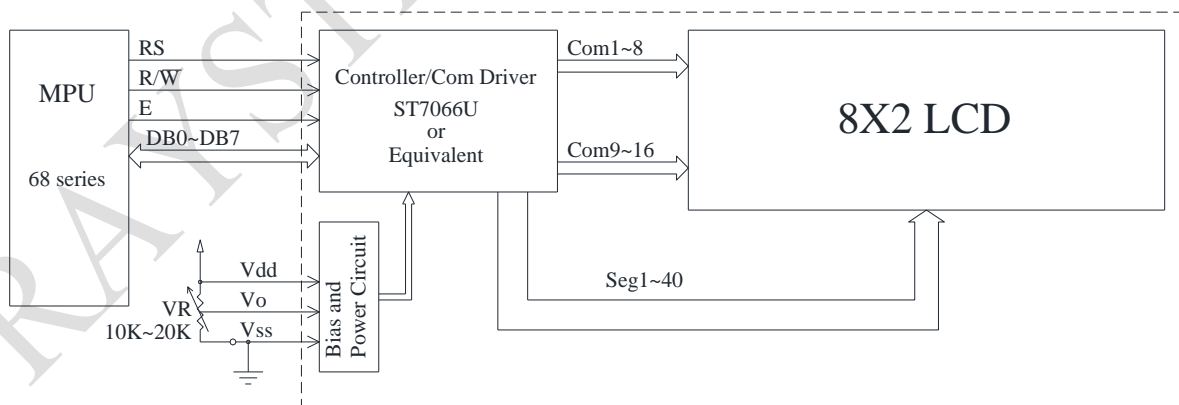 RS
R/W̅
E
DB0~DB7
MPU
68 series
Controller/Com Driver
ST7066U
or
Equivalent
Com1~8
Com9~16
8X2 LCD
Seg1~40
Vdd
Vo
Vss
VR
10K~20K
Bias and
Power Circuit
RAYST